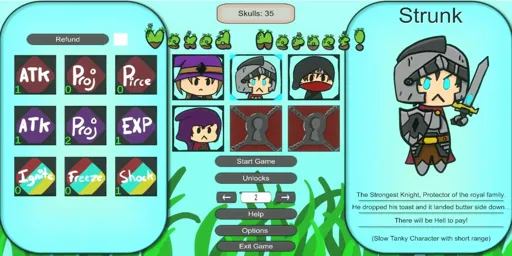 Skulls: 35
Strunk
Refund
ATK
1
Proj
0
Pirce
0
ATK
1
Proj
2
EXP
1
Ignite
0
Freeze
0
Shock
1
Start Game
Unlocks
← 2 →
Help
Options
Exit Game
The Strongest Knight, Protector of the royal family.
He dropped his toast and it landed butter side down...
There will be Hell to pay!
(Slow Tanky Character with short range)